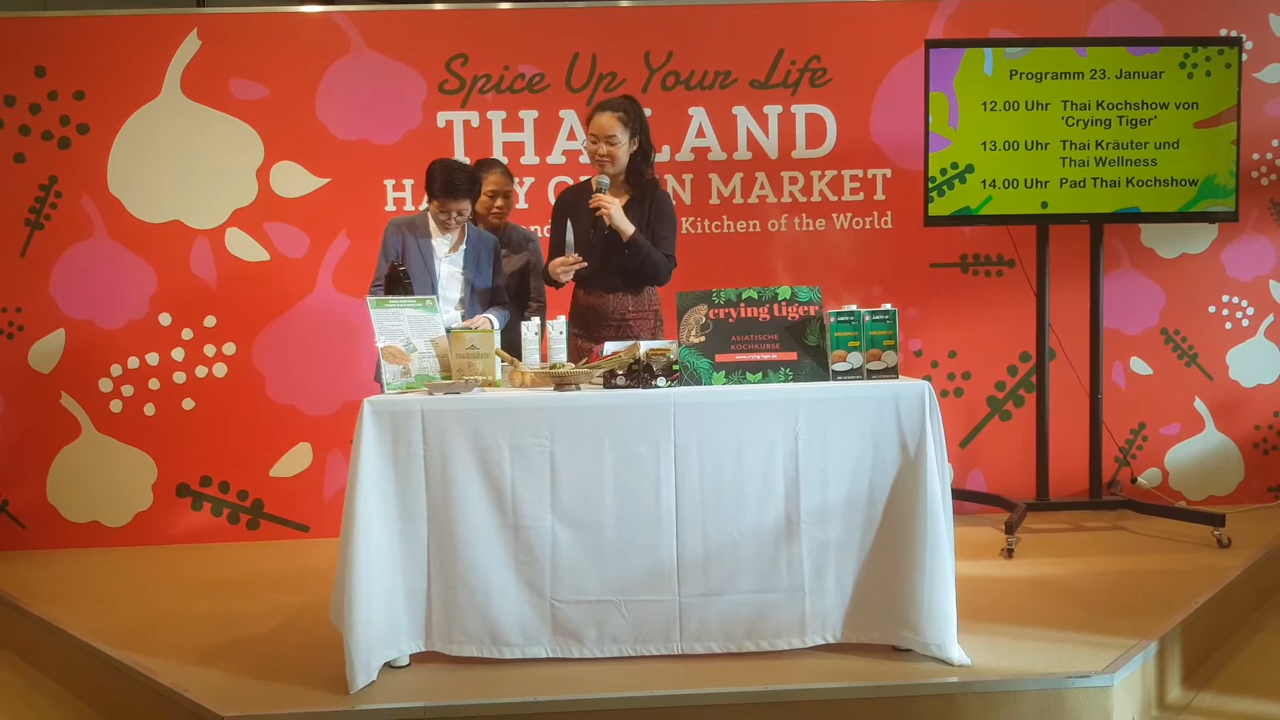 Spice Up Your Life
THAILAND
GREEN MARKET
Kitchen of the World
Programm 23. Januar
12.00 Uhr Thai Kochshow von
'Crying Tiger'
13.00 Uhr Thai Kräuter und
Thai Wellness
14.00 Uhr Pad Thai Kochshow
crying tiger
ASIATISCHE
KOCHKURSE
www.crying-tiger.de